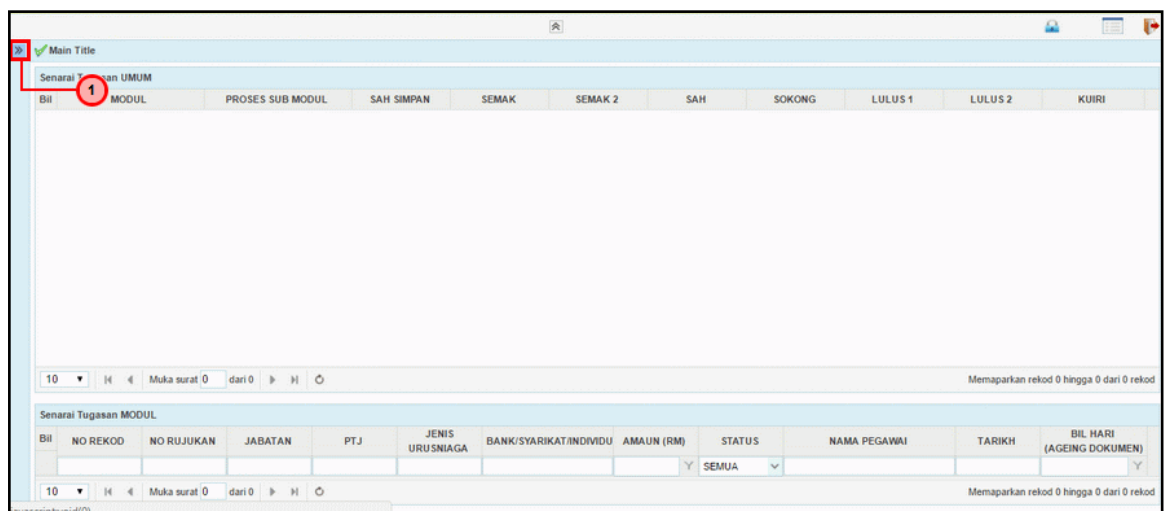 Main Title
Senarai Tugasan UMUM
1
Bil MODUL PROSES SUB MODUL SAH SIMPAN SEMAK SEMAK 2 SAH SOKONG LULUS 1 LULUS 2 KUIRI
10 Muka surat 0 dari 0 Memaparkan rekod 0 hingga 0 dari 0 rekod
Senarai Tugasan MODUL
Bil NO REKOD NO RUJUKAN JABATAN PTJ JENIS URUSNIAGA BANK/SYARIKAT/INDIVIDU AMAUN (RM) STATUS NAMA PEGAWAI TARIKH BIL HARI (AGEING DOKUMEN)
SEMUA
10 Muka surat 0 dari 0 Memaparkan rekod 0 hingga 0 dari 0 rekod